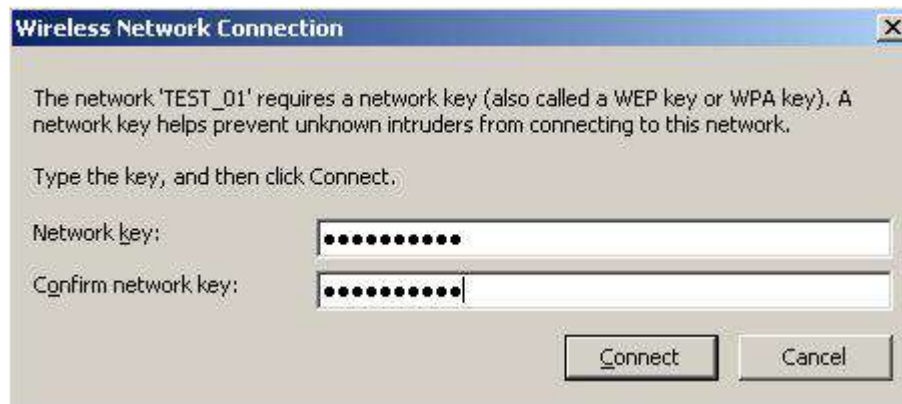 Wireless Network Connection
The network 'TEST_01' requires a network key (also called a WEP key or WPA key). A
network key helps prevent unknown intruders from connecting to this network.
Type the key, and then click Connect.
Network key: ●●●●●●●●●●
Confirm network key: ●●●●●●●●●●
Connect Cancel